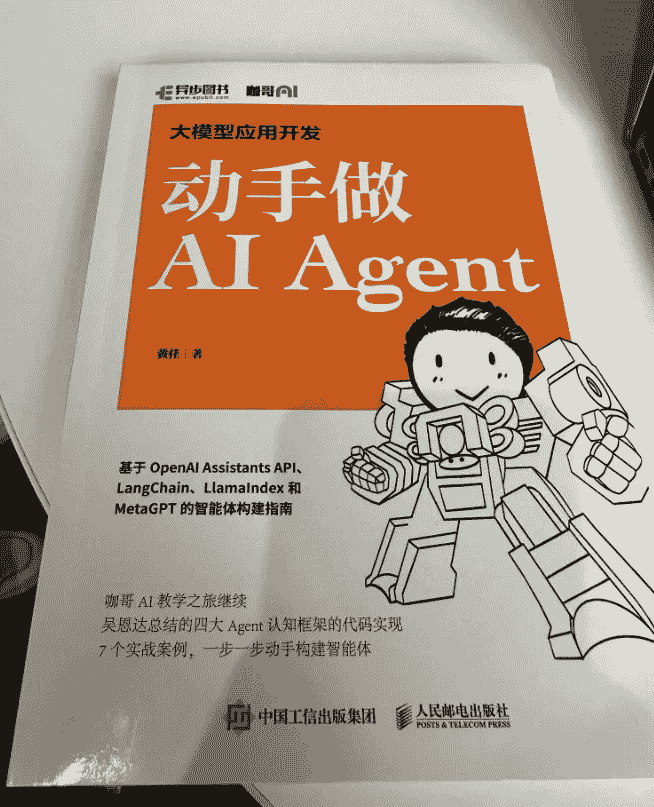 异步图书
www.epubit.com
咖哥AI
大模型应用开发
动手做
AI Agent
黄佳 | 著
基于 OpenAI Assistants API、
LangChain、LlamaIndex 和
MetaGPT 的智能体构建指南
咖哥 AI 教学之旅继续
吴恩达总结的四大 Agent 认知框架的代码实现
7 个实战案例，一步一步动手构建智能体
中国工信出版集团
人民邮电出版社
POSTS & TELECOM PRESS